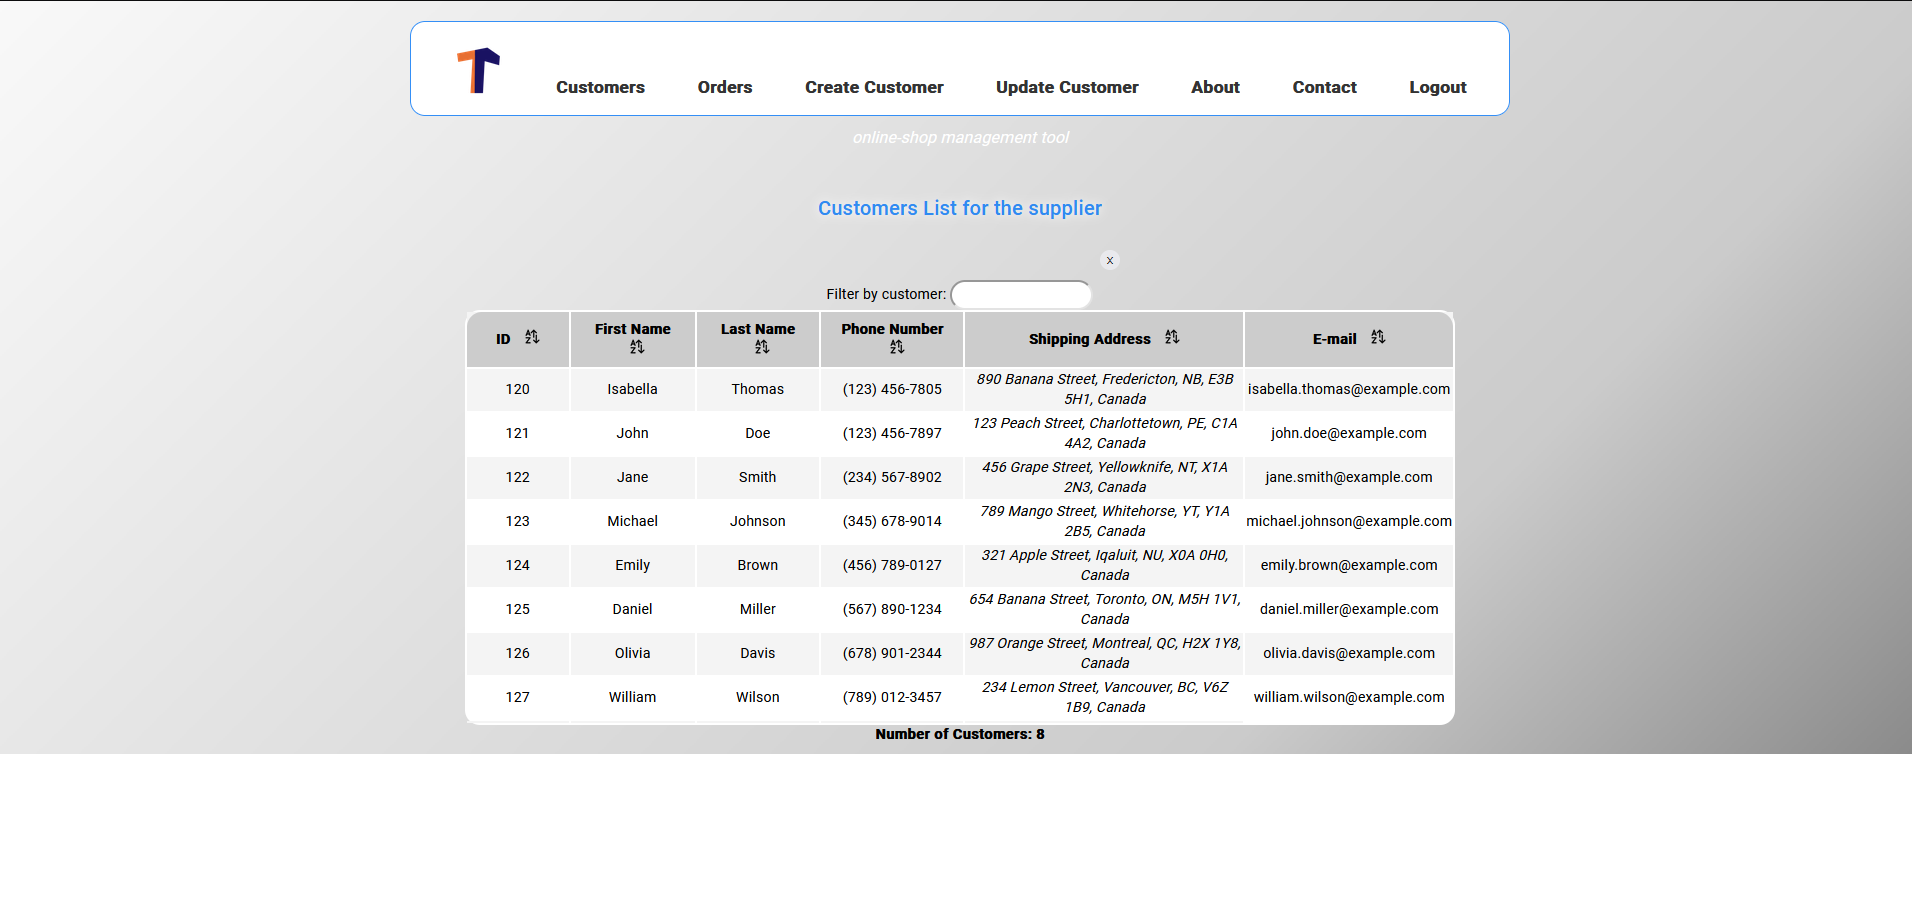 Customers Orders Create Customer Update Customer About Contact Logout
online-shop management tool
Customers List for the supplier
x
Filter by customer:
ID First Name Last Name Phone Number Shipping Address E-mail
120 Isabella Thomas (123) 456-7805 890 Banana Street, Fredericton, NB, E3B isabella.thomas@example.com
5H1, Canada
121 John Doe (123) 456-7897 123 Peach Street, Charlottetown, PE, C1A john.doe@example.com
4A2, Canada
122 Jane Smith (234) 567-8902 456 Grape Street, Yellowknife, NT, X1A jane.smith@example.com
2N3, Canada
123 Michael Johnson (345) 678-9014 789 Mango Street, Whitehorse, YT, Y1A michael.johnson@example.com
2B5, Canada
124 Emily Brown (456) 789-0127 321 Apple Street, Iqaluit, NU, X0A 0H0, emily.brown@example.com
Canada
125 Daniel Miller (567) 890-1234 654 Banana Street, Toronto, ON, M5H 1V1, daniel.miller@example.com
Canada
126 Olivia Davis (678) 901-2344 987 Orange Street, Montreal, QC, H2X 1Y8, olivia.davis@example.com
Canada
127 William Wilson (789) 012-3457 234 Lemon Street, Vancouver, BC, V6Z william.wilson@example.com
1B9, Canada
Number of Customers: 8